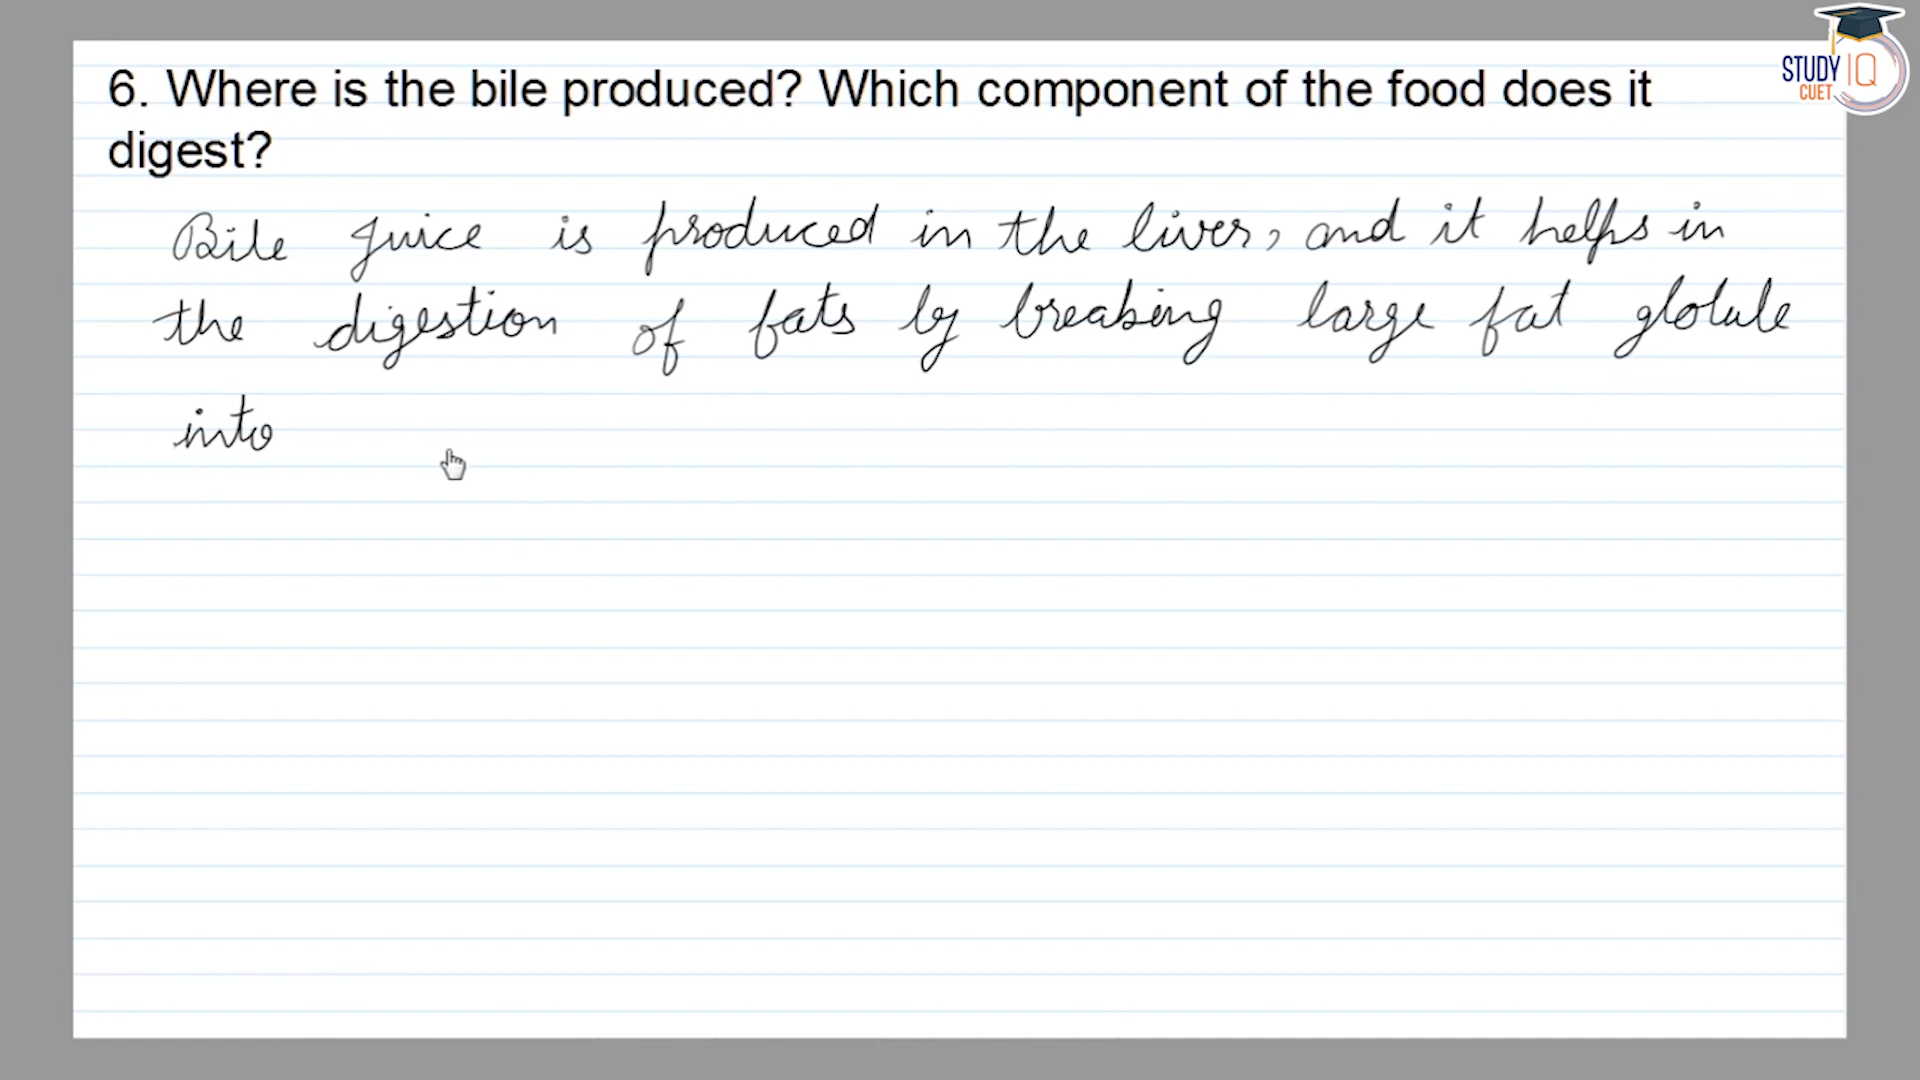 6. Where is the bile produced? Which component of the food does it
digest?
Bile juice is produced in the liver, and it helps in
the digestion of fats by breaking large fat globule
into
STUDY IQ
CUET